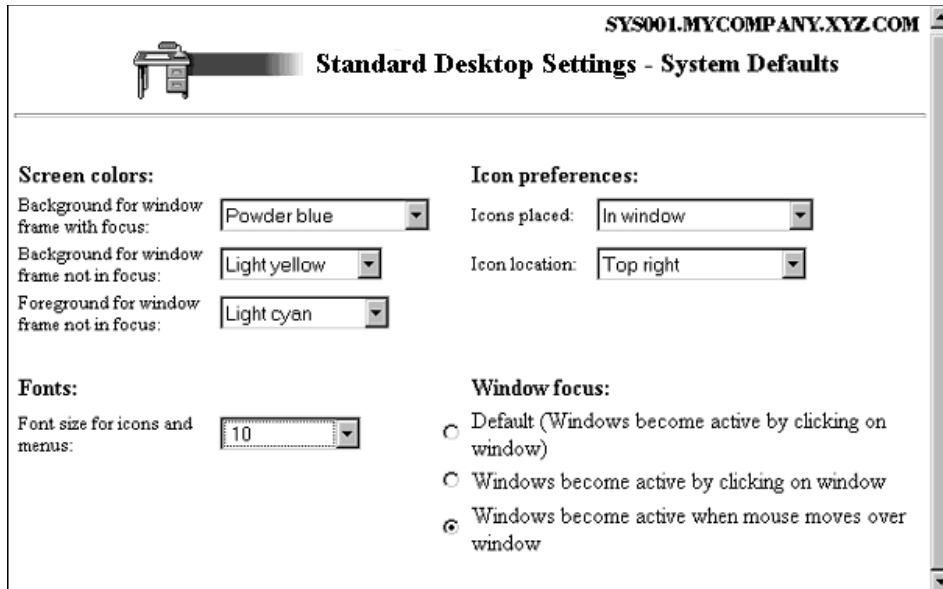 SYS001.MYCOMPANY.XYZ.COM
Standard Desktop Settings - System Defaults
Screen colors:
Background for window
frame with focus:
Powder blue
Background for window
frame not in focus:
Light yellow
Foreground for window
frame not in focus:
Light cyan
Icon preferences:
Icons placed:
In window
Icon location:
Top right
Fonts:
Font size for icons and
menus:
10
Window focus:
Default (Windows become active by clicking on
window)
Windows become active by clicking on window
Windows become active when mouse moves over
window